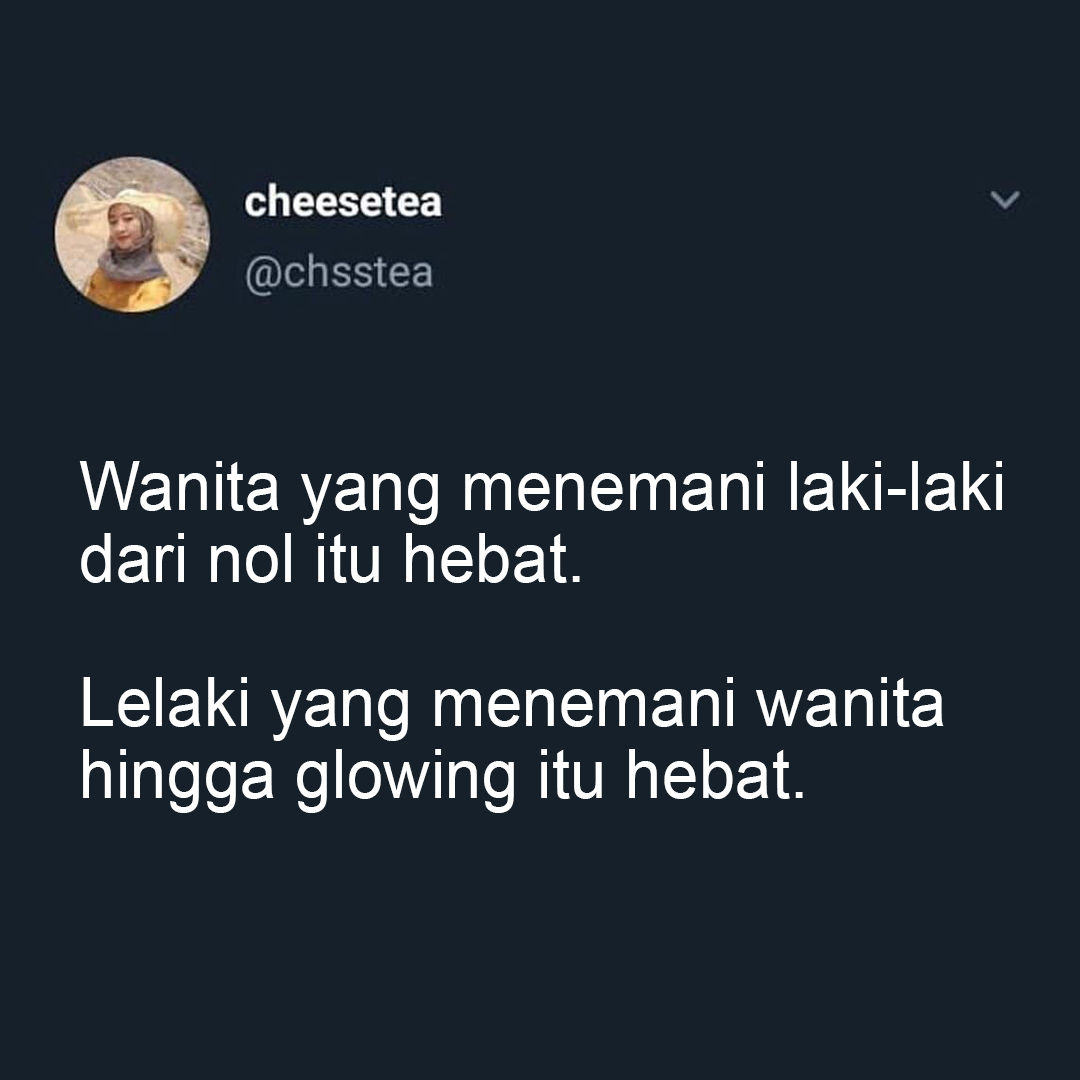 cheesetea
@chsstea
Wanita yang menemani laki-laki
dari nol itu hebat.
Lelaki yang menemani wanita
hingga glowing itu hebat.